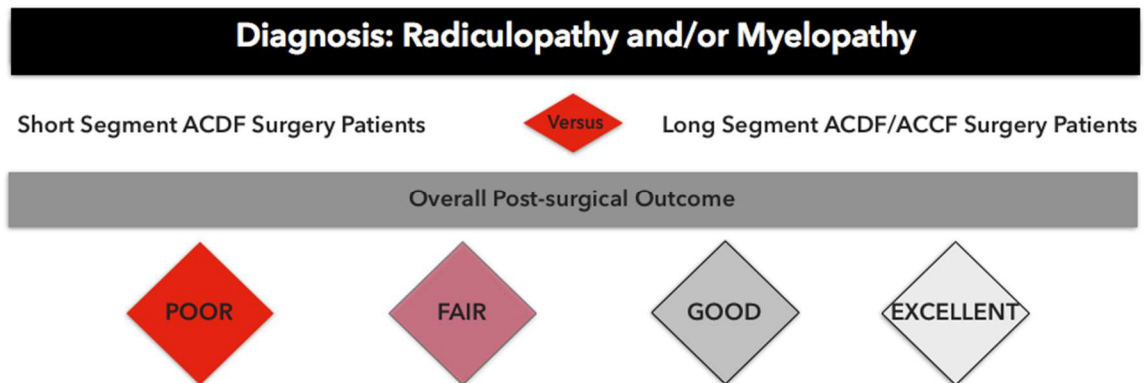 Diagnosis: Radiculopathy and/or Myelopathy
Short Segment ACDF Surgery Patients Versus Long Segment ACDF/ACCF Surgery Patients
Overall Post-surgical Outcome
POOR FAIR GOOD EXCELLENT